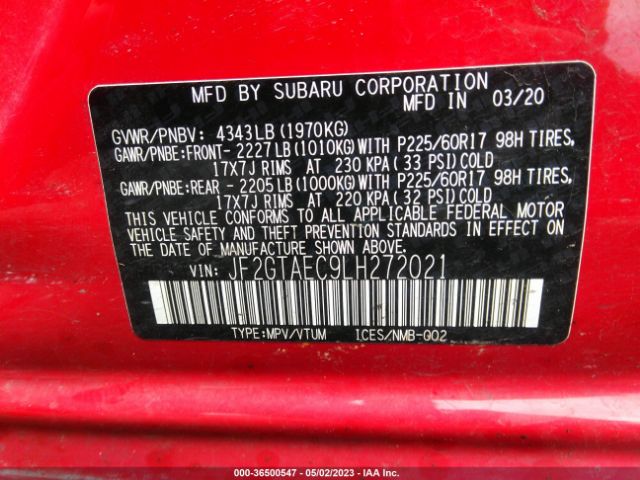 MFD BY SUBARU CORPORATION
MFD IN 03/20
GVWR/PNBV: 4343LB(1970KG)
GAWR/PNBE:FRONT- 2227LB(1010KG)WITH P225/60R17 98H TIRES,
17X7J RIMS AT 230 KPA(33 PSI)COLD
GAWR/PNBE:REAR - 2205LB(1000KG)WITH P225/60R17 98H TIRES,
17X7J RIMS AT 220 KPA(32 PSI)COLD
THIS VEHICLE CONFORMS TO ALL APPLICABLE FEDERAL MOTOR
VEHICLE SAFETY AND THEFT PREVENTION STANDARDS IN EFFECT
ON THE DATE OF MANUFACTURE SHOWN ABOVE.
VIN: JF2GTAEC9LH272021
TYPE:MPV/VTUM ICES/NMB-002
000-36500547 - 05/02/2023 - IAA Inc.